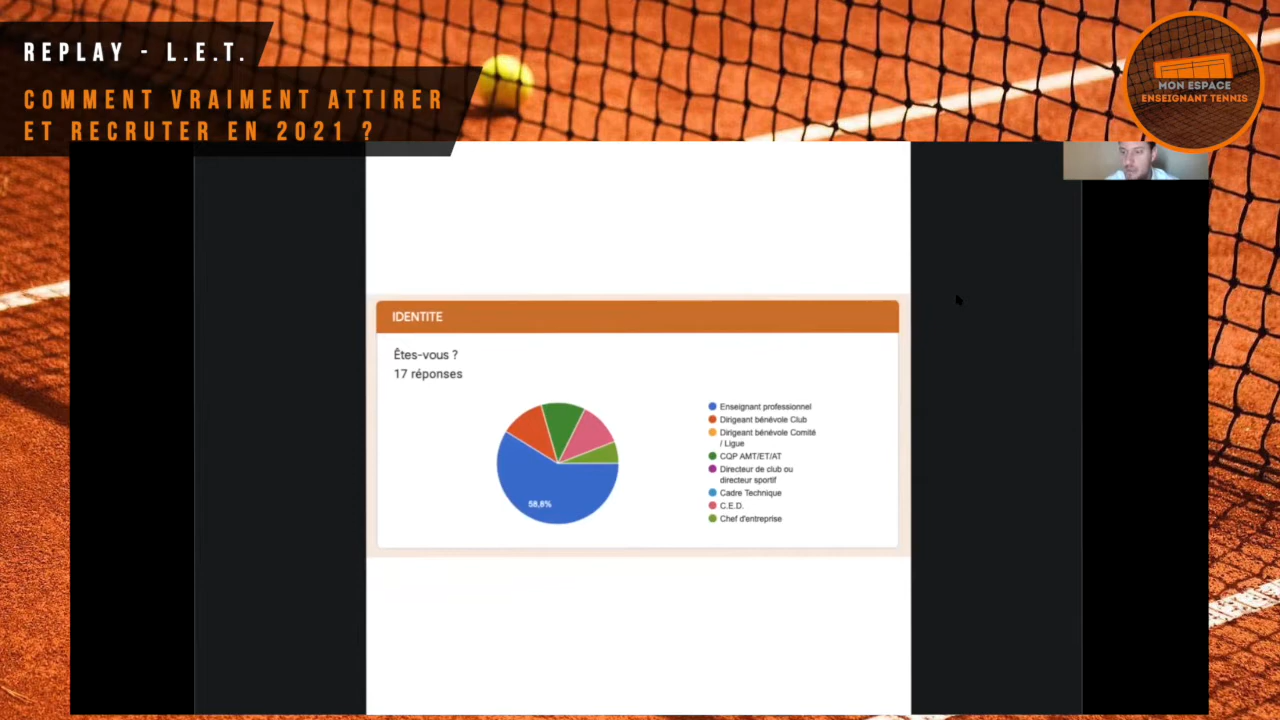 REPLAY - L.E.T.
COMMENT VRAIMENT ATTIRER
ET RECRUTER EN 2021 ?
MON ESPACE
ENSEIGNANT TENNIS
IDENTITE
Êtes-vous ?
17 réponses
58,8%
Enseignant professionnel
Dirigeant bénévole Club
Dirigeant bénévole Comité
/ Ligue
CQP AMT/ET/AT
Directeur de club ou
directeur sportif
Cadre Technique
C.E.D.
Chef d'entreprise